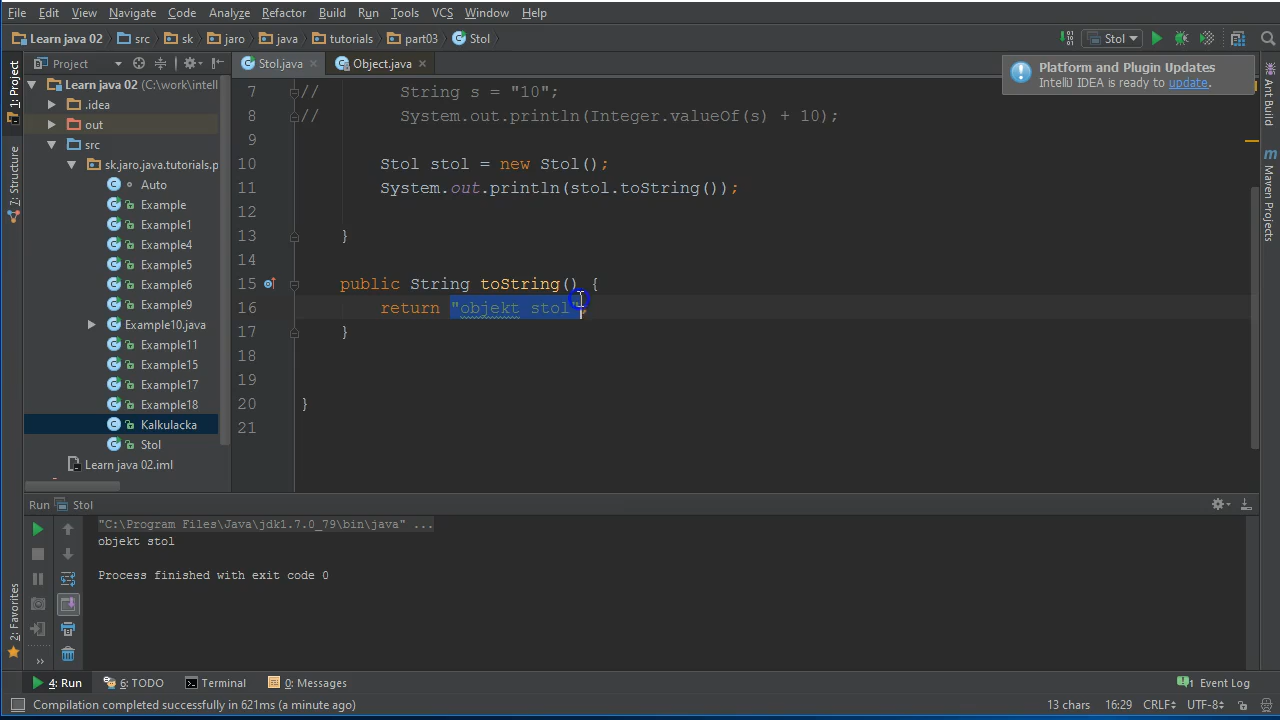 File Edit View Navigate Code Analyze Refactor Build Run Tools VCS Window Help
Learn java 02 src sk jaro java tutorials part03 Stol Stol
1: Project Project Stol.java Object.java
Platform and Plugin Updates
IntelliJ IDEA is ready to update.
Learn java 02 (C:\work\intell
.idea
out
src
sk.jaro.java.tutorials.p
Auto
Example
Example1
Example4
Example5
Example6
Example9
Example10.java
Example11
Example15
Example17
Example18
Kalkulacka
Stol
Learn java 02.iml
7 // String s = "10";
8 // System.out.println(Integer.valueOf(s) + 10);
9
10 Stol stol = new Stol();
11 System.out.println(stol.toString());
12
13 }
14
15 public String toString() {
16 return "objekt stol";
17 }
18
19
20 }
21
7: Structure
2: Favorites
Ant Build
Maven Projects
Run Stol
"C:\Program Files\Java\jdk1.7.0_79\bin\java" ...
objekt stol
Process finished with exit code 0
4: Run 6: TODO Terminal 0: Messages 1 Event Log
Compilation completed successfully in 621ms (a minute ago) 13 chars 16:29 CRLF UTF-8